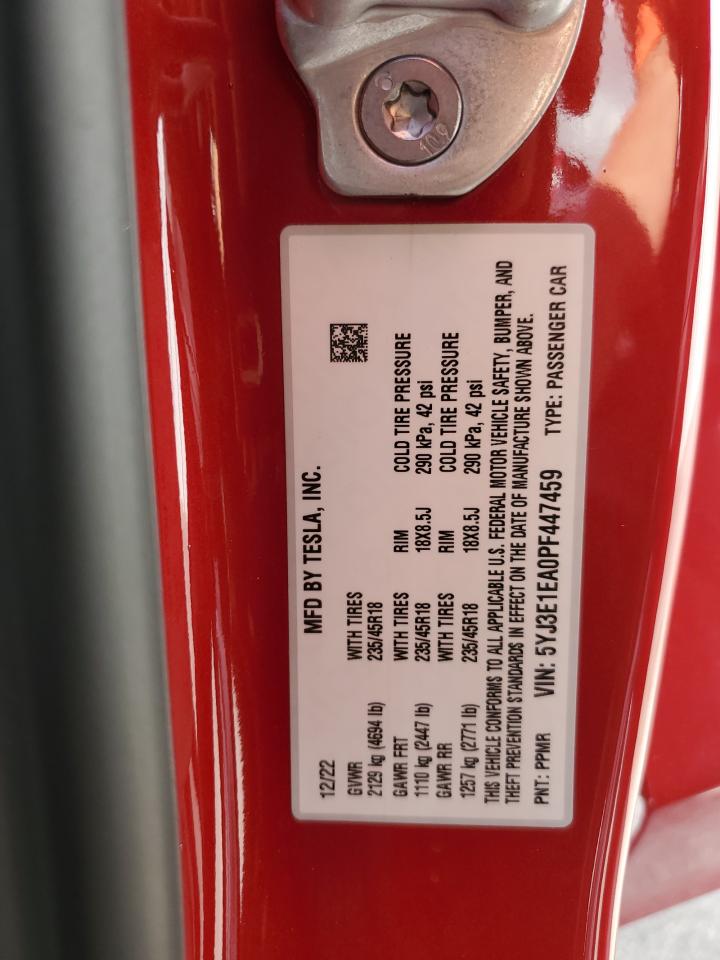 12/22 MFD BY TESLA, INC.
GVWR WITH TIRES
2129 kg (4694 lb) 235/45R18
GAWR FRT WITH TIRES RIM COLD TIRE PRESSURE
1110 kg (2447 lb) 235/45R18 18X8.5J 290 kPa, 42 psi
GAWR RR WITH TIRES RIM COLD TIRE PRESSURE
1257 kg (2771 lb) 235/45R18 18X8.5J 290 kPa, 42 psi
THIS VEHICLE CONFORMS TO ALL APPLICABLE U.S. FEDERAL MOTOR VEHICLE SAFETY, BUMPER, AND
THEFT PREVENTION STANDARDS IN EFFECT ON THE DATE OF MANUFACTURE SHOWN ABOVE.
PNT: PPMR VIN: 5YJ3E1EA0PF447459 TYPE: PASSENGER CAR